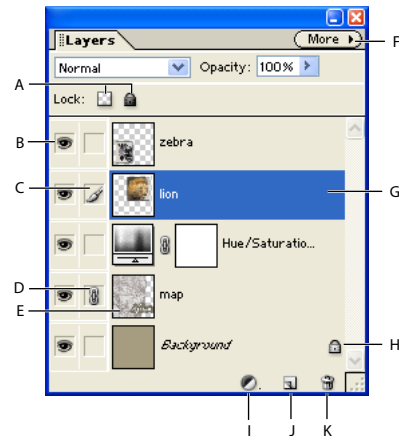 Layers
More
F
Normal
Opacity: 100%
A
Lock:
B
zebra
C
lion
G
Hue/Saturatio...
D
map
E
Background
H
I
J
K